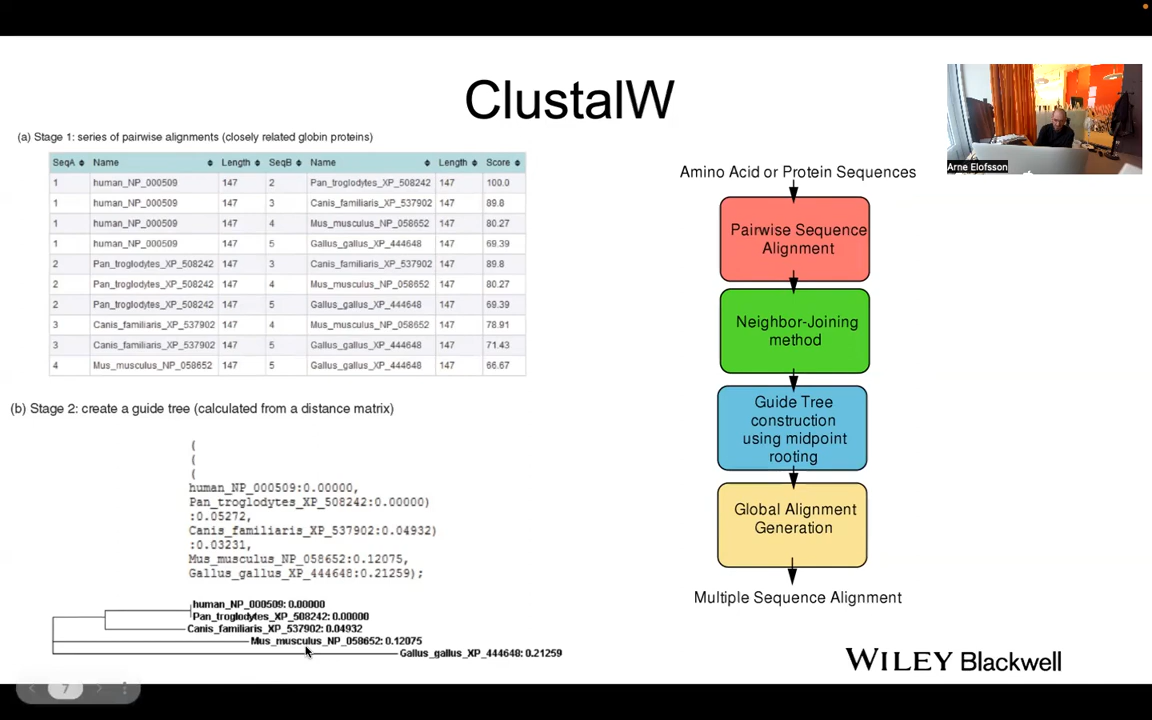 ClustalW
Arne Elofsson
(a) Stage 1: series of pairwise alignments (closely related globin proteins)
SeqA Name Length SeqB Name Length Score
1 human_NP_000509 147 2 Pan_troglodytes_XP_508242 147 100.0
1 human_NP_000509 147 3 Canis_familiaris_XP_537902 147 89.8
1 human_NP_000509 147 4 Mus_musculus_NP_058652 147 80.27
1 human_NP_000509 147 5 Gallus_gallus_XP_444648 147 69.39
2 Pan_troglodytes_XP_508242 147 3 Canis_familiaris_XP_537902 147 89.8
2 Pan_troglodytes_XP_508242 147 4 Mus_musculus_NP_058652 147 80.27
2 Pan_troglodytes_XP_508242 147 5 Gallus_gallus_XP_444648 147 69.39
3 Canis_familiaris_XP_537902 147 4 Mus_musculus_NP_058652 147 78.91
3 Canis_familiaris_XP_537902 147 5 Gallus_gallus_XP_444648 147 71.43
4 Mus_musculus_NP_058652 147 5 Gallus_gallus_XP_444648 147 66.67
(b) Stage 2: create a guide tree (calculated from a distance matrix)
(
(
(
human_NP_000509:0.00000,
Pan_troglodytes_XP_508242:0.00000)
:0.05272,
Canis_familiaris_XP_537902:0.04932)
:0.03231,
Mus_musculus_NP_058652:0.12075,
Gallus_gallus_XP_444648:0.21259);
human_NP_000509: 0.00000
Pan_troglodytes_XP_508242: 0.00000
Canis_familiaris_XP_537902: 0.04932
Mus_musculus_NP_058652: 0.12075
Gallus_gallus_XP_444648: 0.21259
Amino Acid or Protein Sequences
Pairwise Sequence
Alignment
Neighbor-Joining
method
Guide Tree
construction
using midpoint
rooting
Global Alignment
Generation
Multiple Sequence Alignment
WILEY Blackwell
7